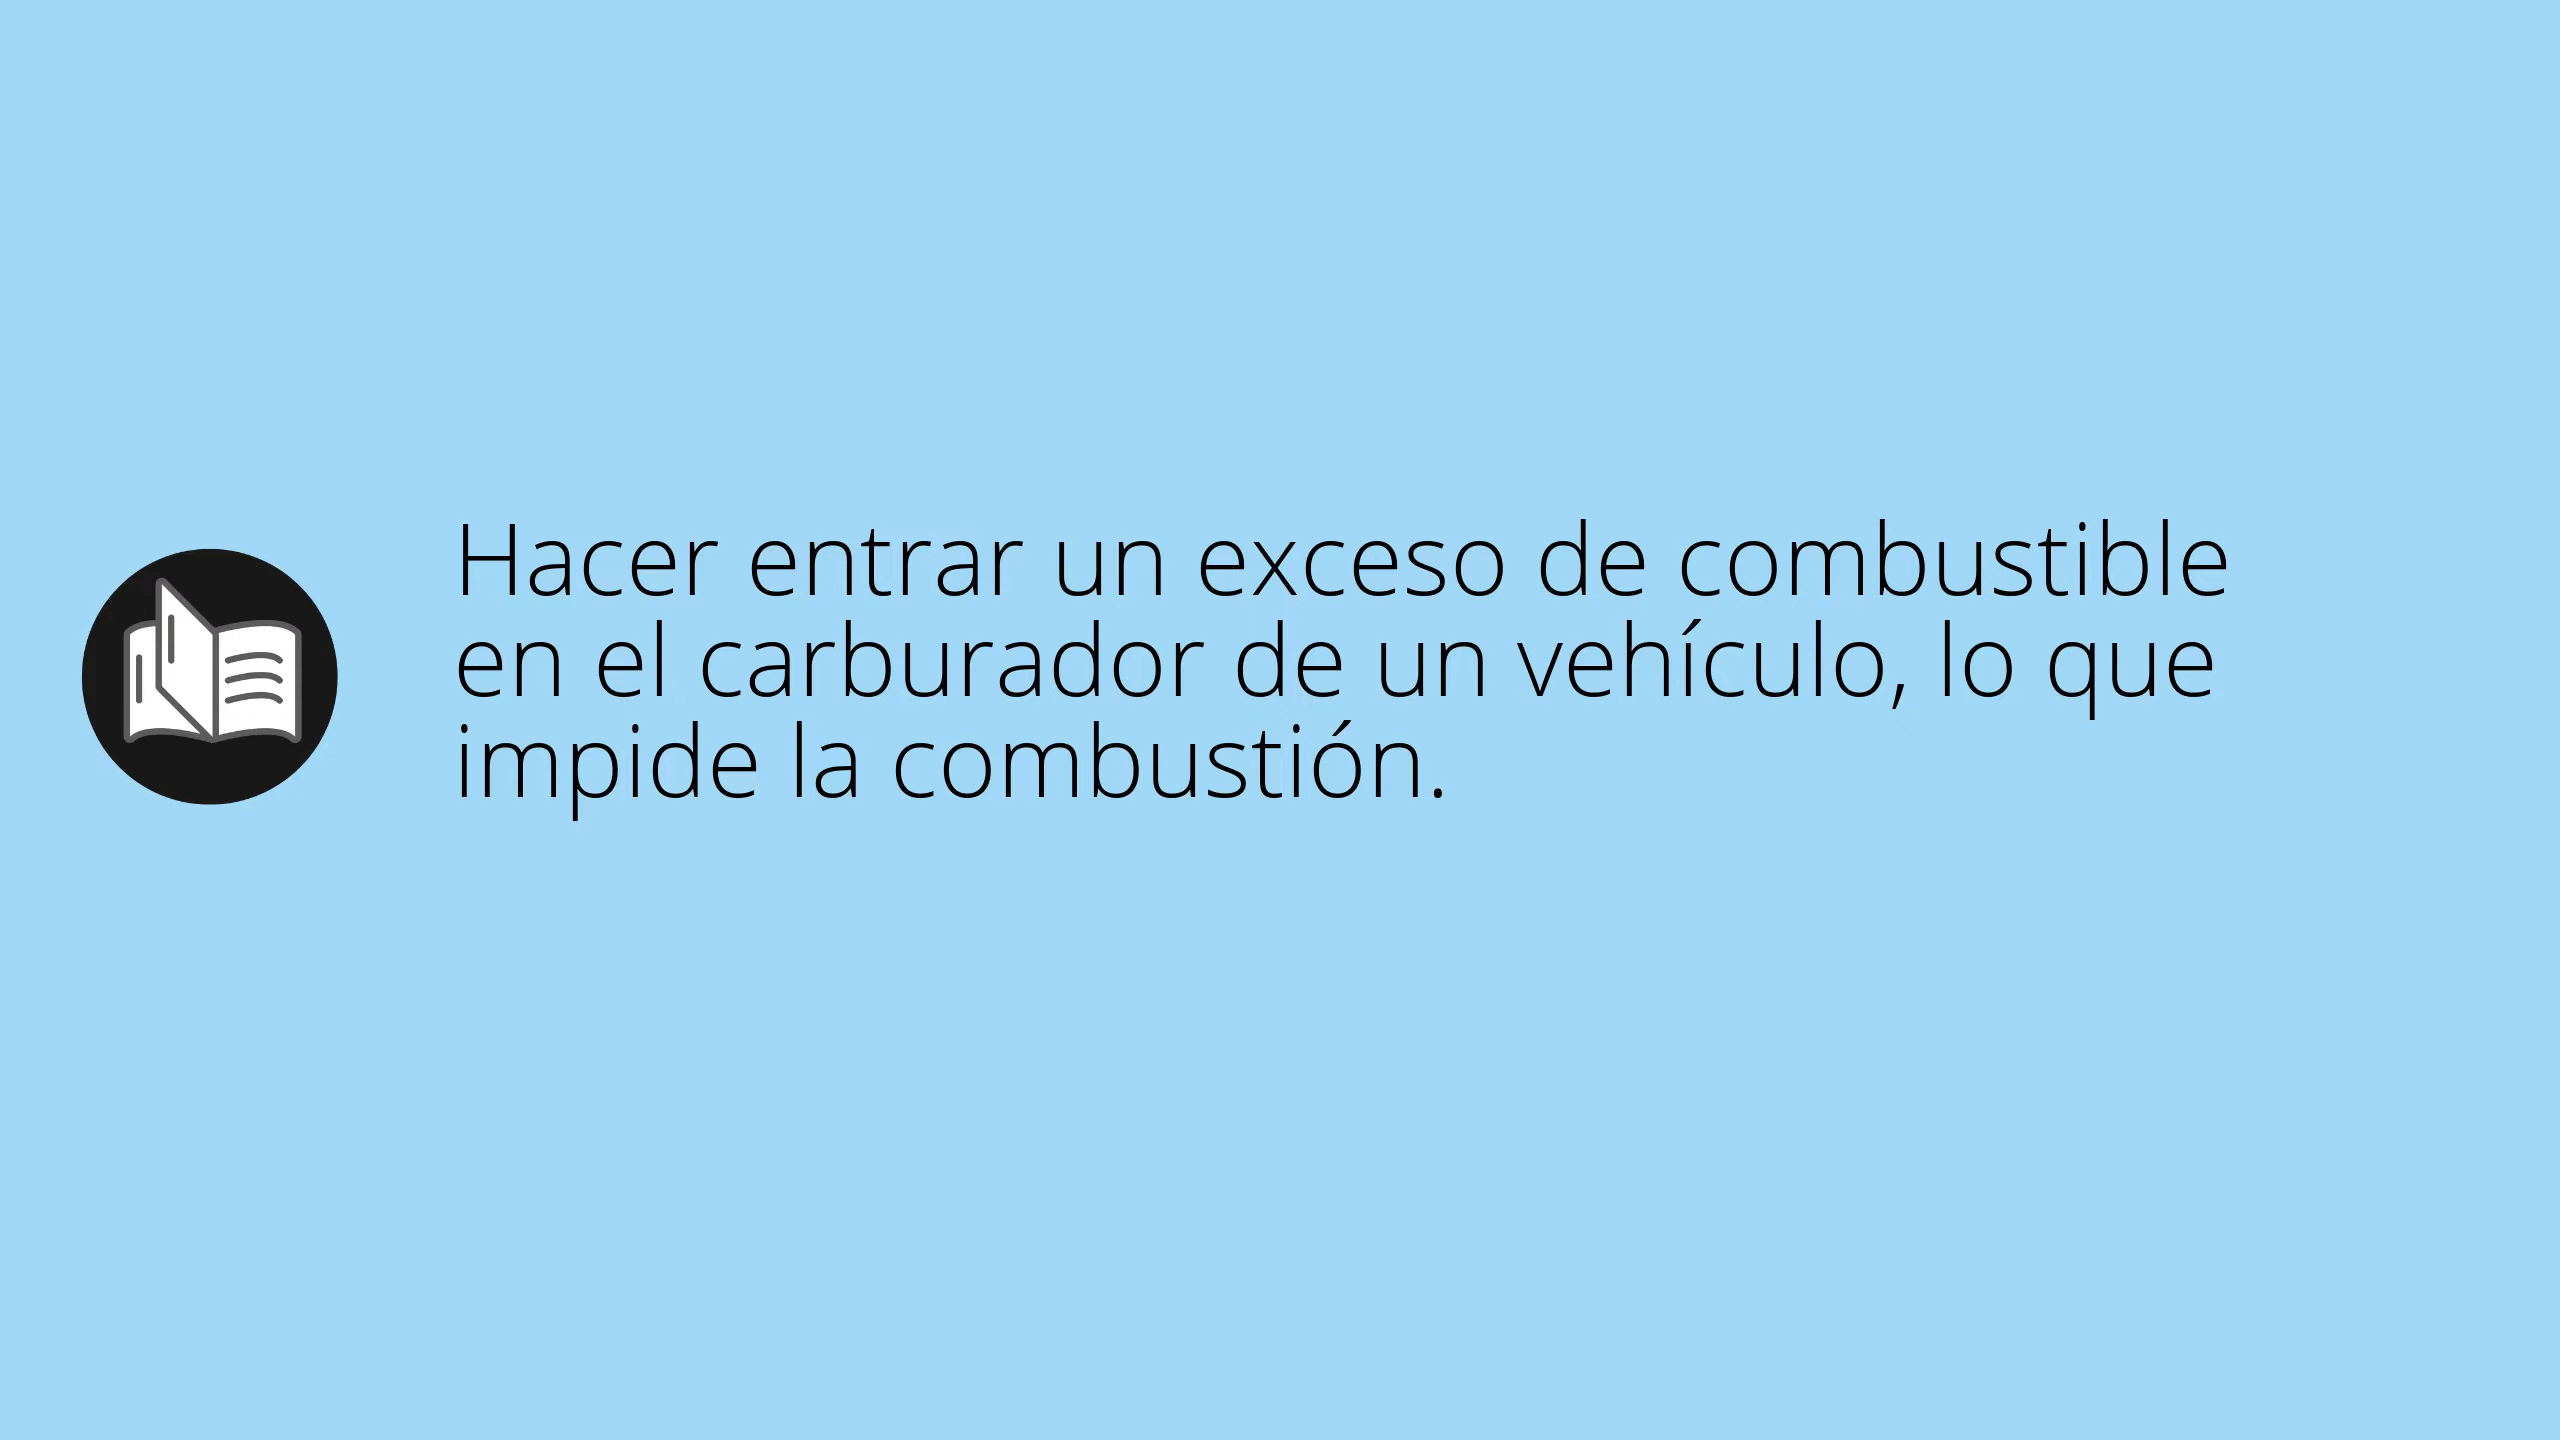 Hacer entrar un exceso de combustible
en el carburador de un vehículo, lo que
impide la combustión.